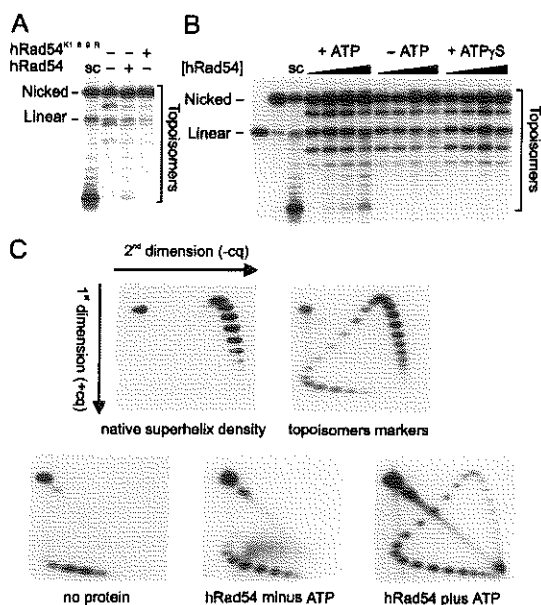 A
hRad54K189R – – +
hRad54 sc – + –
Nicked –
Linear –
Topoisomers
B
+ ATP – ATP + ATPγS
[hRad54] sc
Nicked –
Linear –
Topoisomers
C
2nd dimension (-cq)
1st dimension (+cq)
native superhelix density
topoisomers markers
no protein
hRad54 minus ATP
hRad54 plus ATP